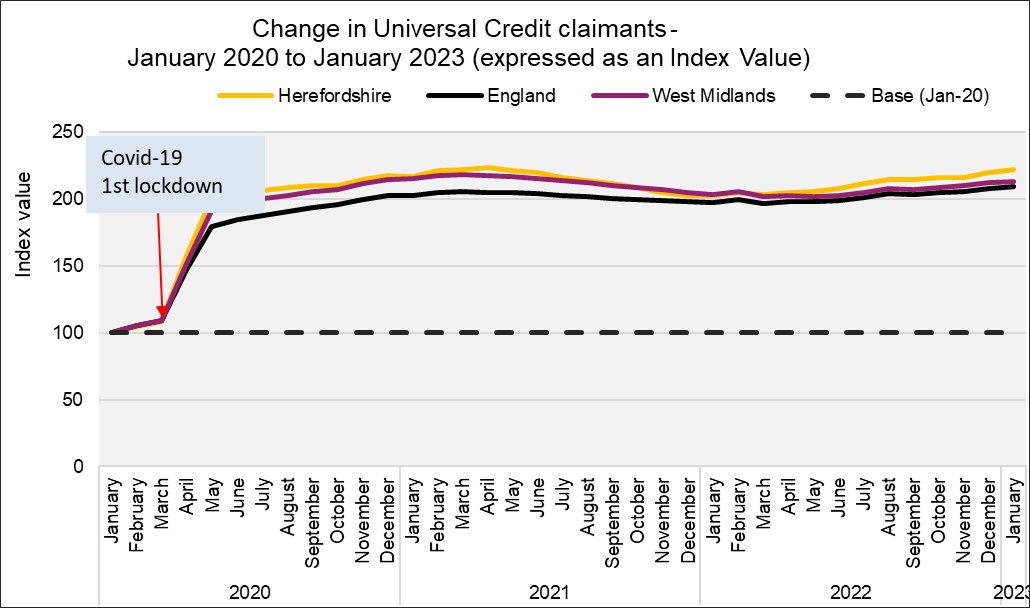 Change in Universal Credit claimants -
January 2020 to January 2023 (expressed as an Index Value)
Herefordshire England West Midlands Base (Jan-20)
250
Covid-19
1st lockdown
200
150
100
50
0
Index value
January February March April May June July August September October November December January February March April May June July August September October November December January February March April May June July August September October November December January
2020 2021 2022 2023